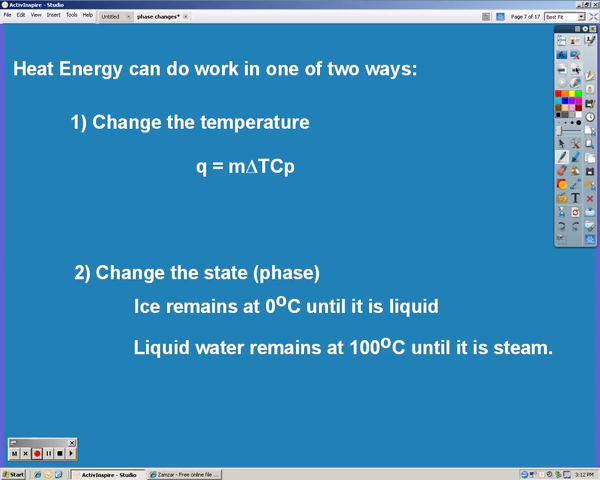 ActivInspire - Studio
File Edit View Insert Tools Help Untitled phase changes* Page 7 of 17 Best Fit
Heat Energy can do work in one of two ways:
1) Change the temperature
q = m∆TCp
2) Change the state (phase)
Ice remains at 0ºC until it is liquid
Liquid water remains at 100ºC until it is steam.
Start ActivInspire - Studio Zamzar - Free online file ... 3:12 PM